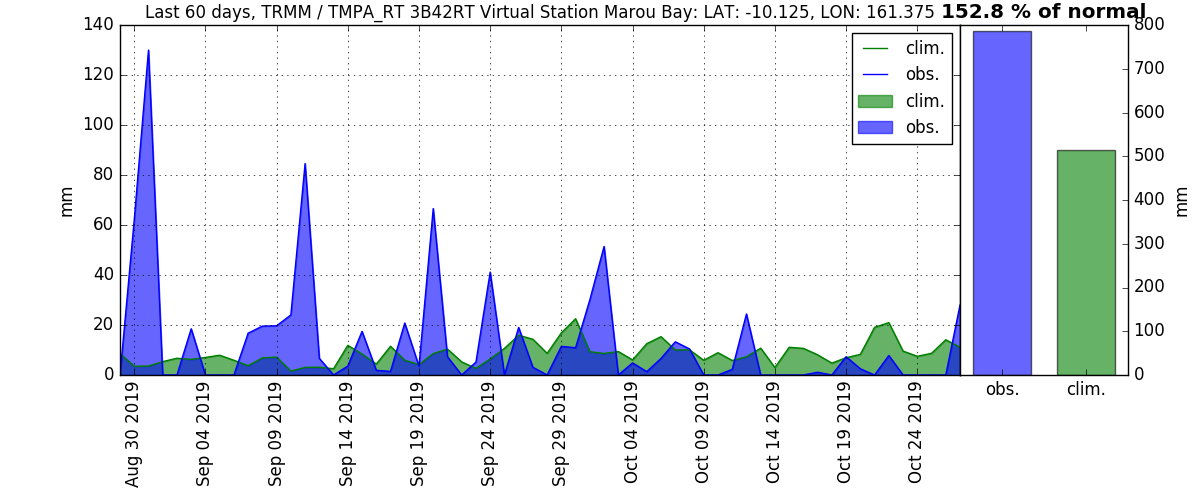 Last 60 days, TRMM / TMPA_RT 3B42RT Virtual Station Marou Bay: LAT: -10.125, LON: 161.375 152.8 % of normal
140
120
100
80
60
40
20
0
mm
clim.
obs.
clim.
obs.
Aug 30 2019
Sep 04 2019
Sep 09 2019
Sep 14 2019
Sep 19 2019
Sep 24 2019
Sep 29 2019
Oct 04 2019
Oct 09 2019
Oct 14 2019
Oct 19 2019
Oct 24 2019
800
700
600
500
400
300
200
100
0
mm
obs.
clim.